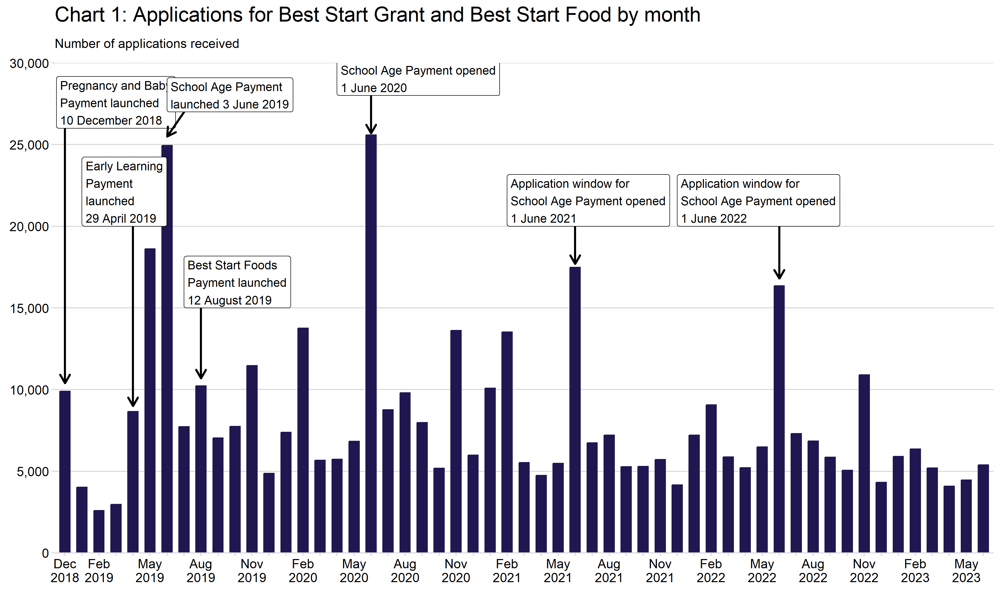 Chart 1: Applications for Best Start Grant and Best Start Food by month
Number of applications received
30,000
25,000
20,000
15,000
10,000
5,000
0
Pregnancy and Baby
Payment launched
10 December 2018
School Age Payment
launched 3 June 2019
School Age Payment opened
1 June 2020
Early Learning
Payment
launched
29 April 2019
Best Start Foods
Payment launched
12 August 2019
Application window for
School Age Payment opened
1 June 2021
Application window for
School Age Payment opened
1 June 2022
Dec Feb May Aug Nov Feb May Aug Nov Feb May Aug Nov Feb May Aug Nov Feb May
2018 2019 2019 2019 2019 2020 2020 2020 2020 2021 2021 2021 2021 2022 2022 2022 2022 2023 2023